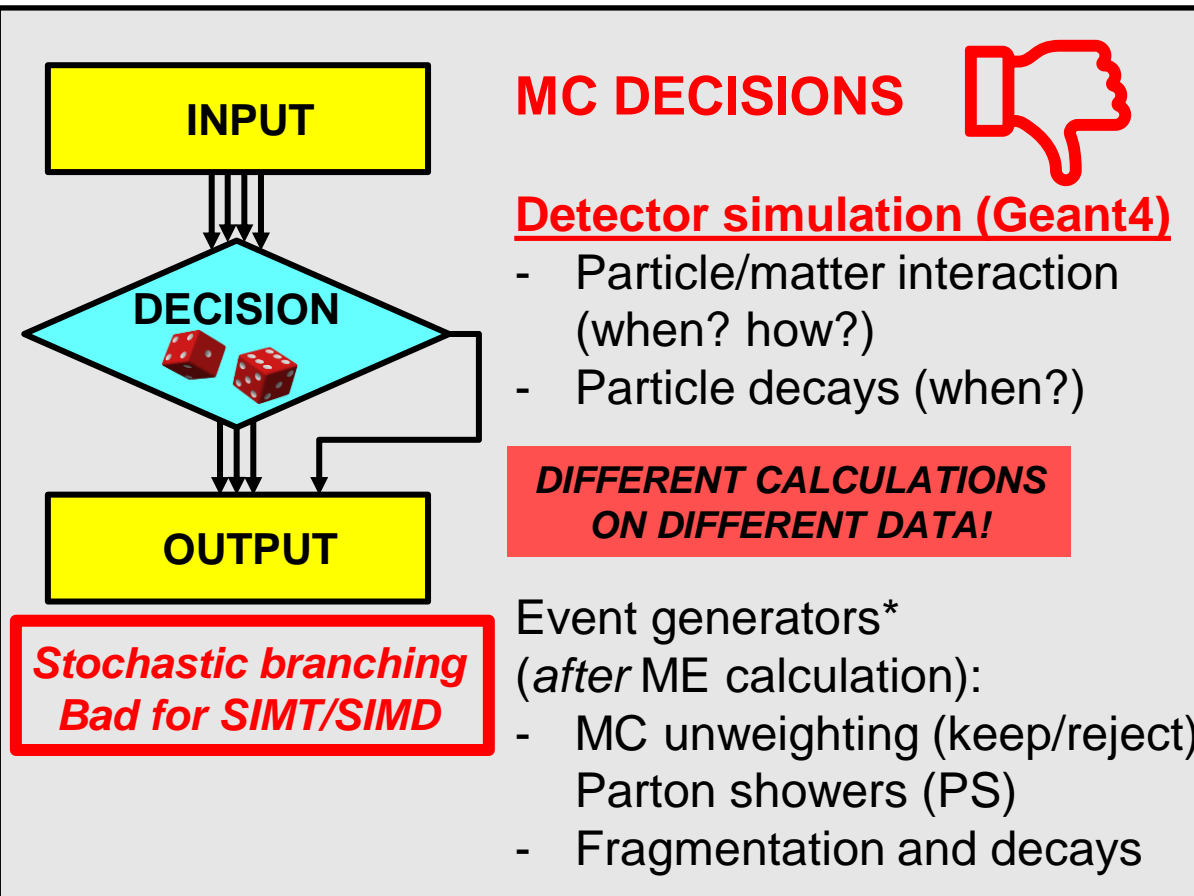 INPUT
DECISION
OUTPUT
Stochastic branching
Bad for SIMT/SIMD
MC DECISIONS
Detector simulation (Geant4)
- Particle/matter interaction
(when? how?)
- Particle decays (when?)
DIFFERENT CALCULATIONS
ON DIFFERENT DATA!
Event generators*
(after ME calculation):
- MC unweighting (keep/reject)
Parton showers (PS)
- Fragmentation and decays